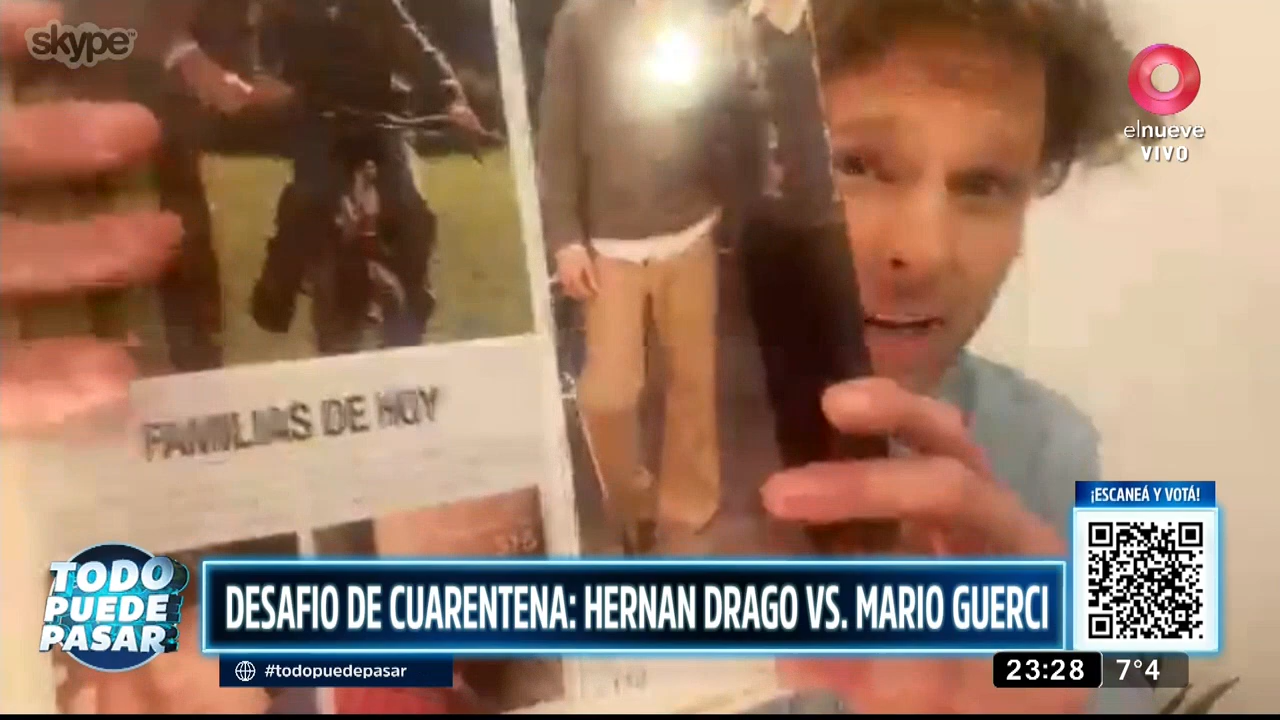 skype
elnueve
VIVO
FAMILIAS DE HOY
¡ESCANEÁ Y VOTÁ!
TODO
PUEDE
PASAR
DESAFIO DE CUARENTENA: HERNAN DRAGO VS. MARIO GUERCI
#todopuedepasar
23:28 7°4